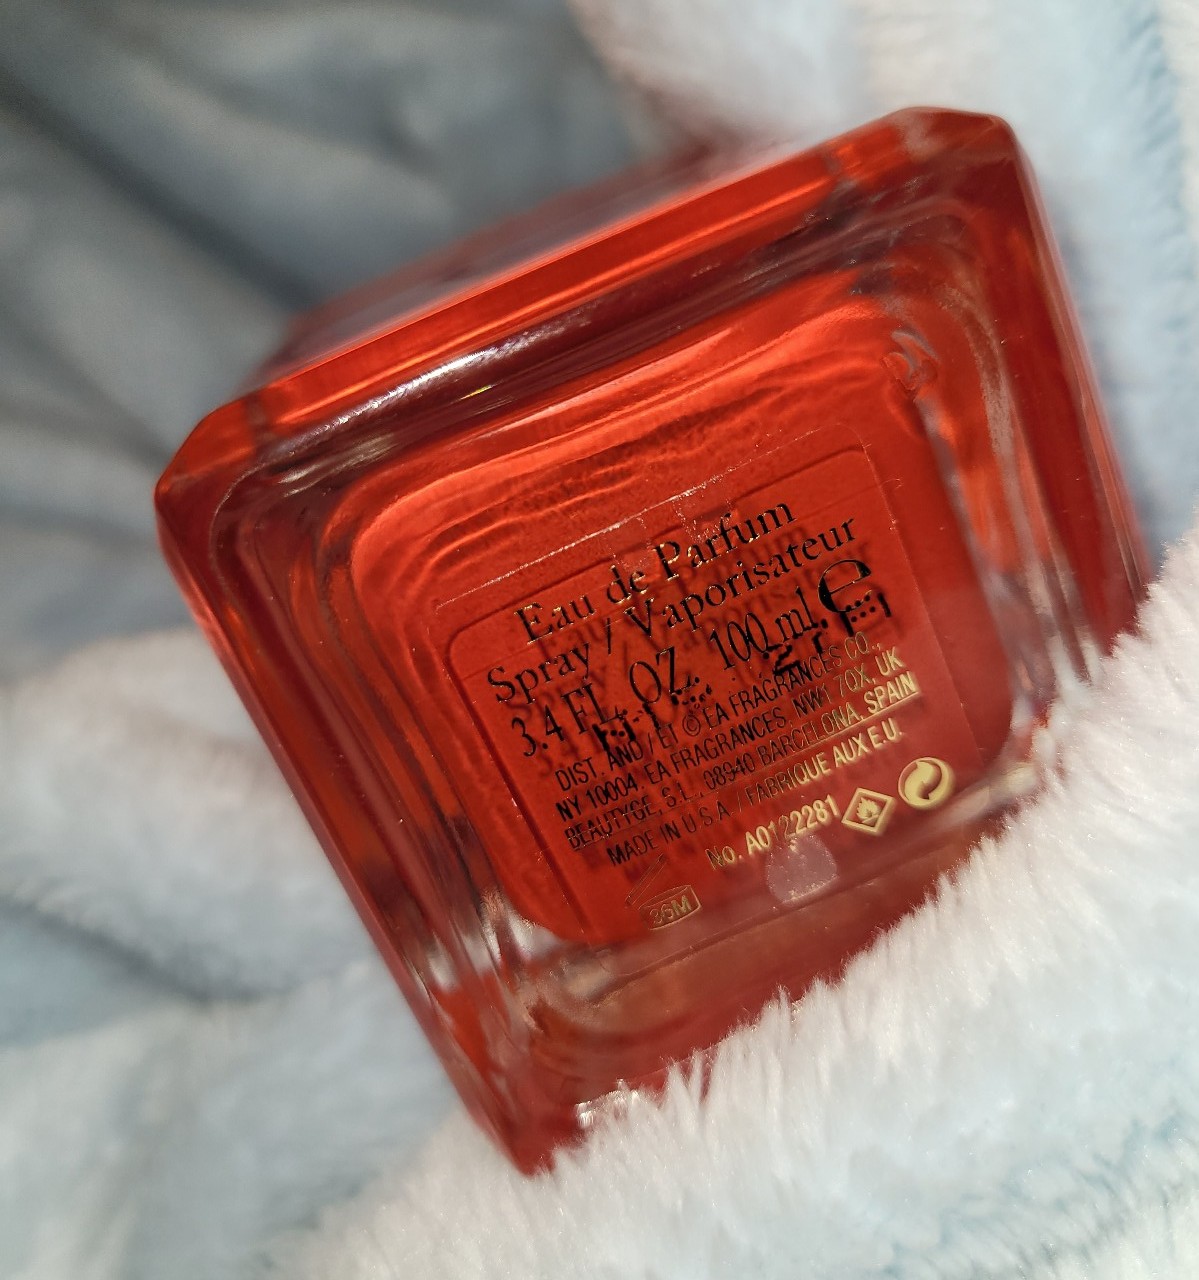 Eau de Parfum
Spray / Vaporisateur
3.4 FL. OZ. 100 ml e
DIST. AND / ET © EA FRAGRANCES CO.,
NY 10004. EA FRAGRANCES, NW1 7QX, UK
BEAUTYGE, S.L., 08940 BARCELONA, SPAIN
MADE IN U.S.A / FABRIQUE AUX E.U.
No. A0122281
36M